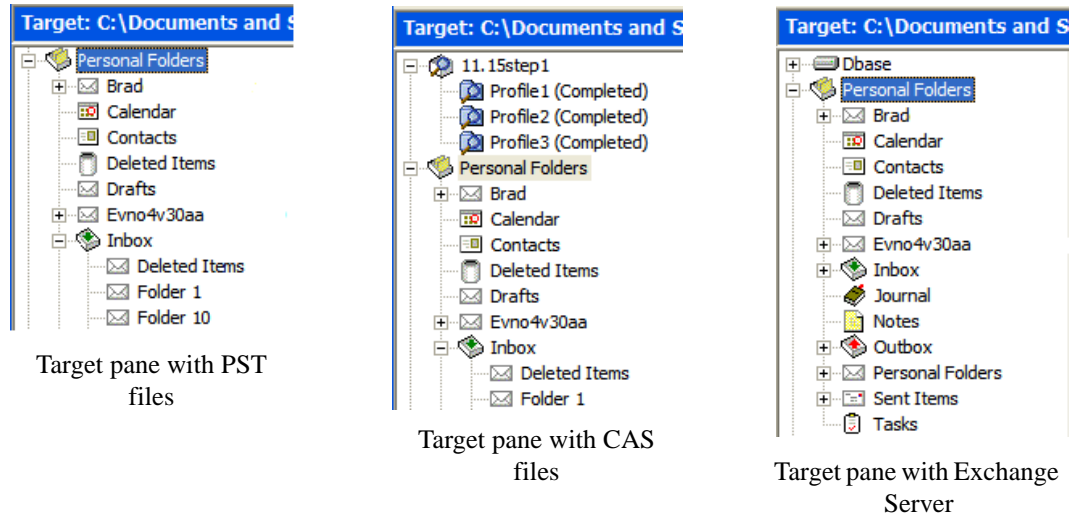 Target: C:\Documents and S
Personal Folders
Brad
Calendar
Contacts
Deleted Items
Drafts
Evno4v30aa
Inbox
Deleted Items
Folder 1
Folder 10
Target pane with PST
files
Target: C:\Documents and S
11.15step1
Profile1 (Completed)
Profile2 (Completed)
Profile3 (Completed)
Personal Folders
Brad
Calendar
Contacts
Deleted Items
Drafts
Evno4v30aa
Inbox
Deleted Items
Folder 1
Target pane with CAS
files
Target: C:\Documents and S
Dbase
Personal Folders
Brad
Calendar
Contacts
Deleted Items
Drafts
Evno4v30aa
Inbox
Journal
Notes
Outbox
Personal Folders
Sent Items
Tasks
Target pane with Exchange
Server